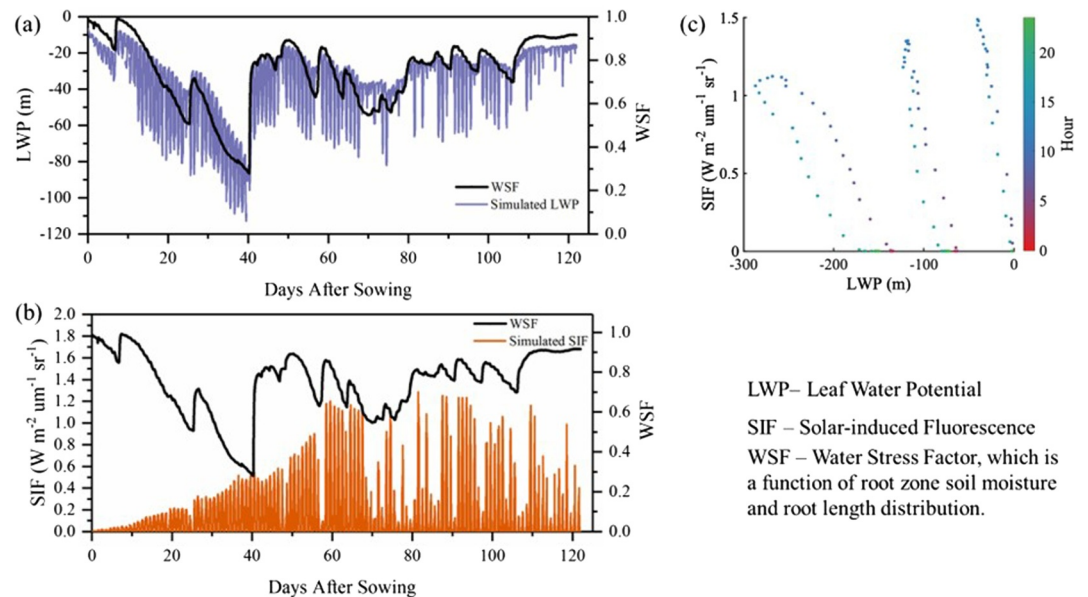 (a)
0
-20
-40
-60
-80
-100
-120
LWP (m)
1.0
0.8
0.6
0.4
0.2
0.0
WSF
WSF
Simulated LWP
0 20 40 60 80 100 120
Days After Sowing
(b)
2.0
1.8
1.6
1.4
1.2
1.0
0.8
0.6
0.4
0.2
0.0
SIF (W m-2 um-1 sr-1)
1.0
0.8
0.6
0.4
0.2
0.0
WSF
WSF
Simulated SIF
0 20 40 60 80 100 120
Days After Sowing
(c)
1.5
1
0.5
0
SIF (W m-2 um-1 sr-1)
-300 -200 -100 0
LWP (m)
20
15
10
5
0
Hour
LWP– Leaf Water Potential
SIF – Solar-induced Fluorescence
WSF – Water Stress Factor, which is
a function of root zone soil moisture
and root length distribution.